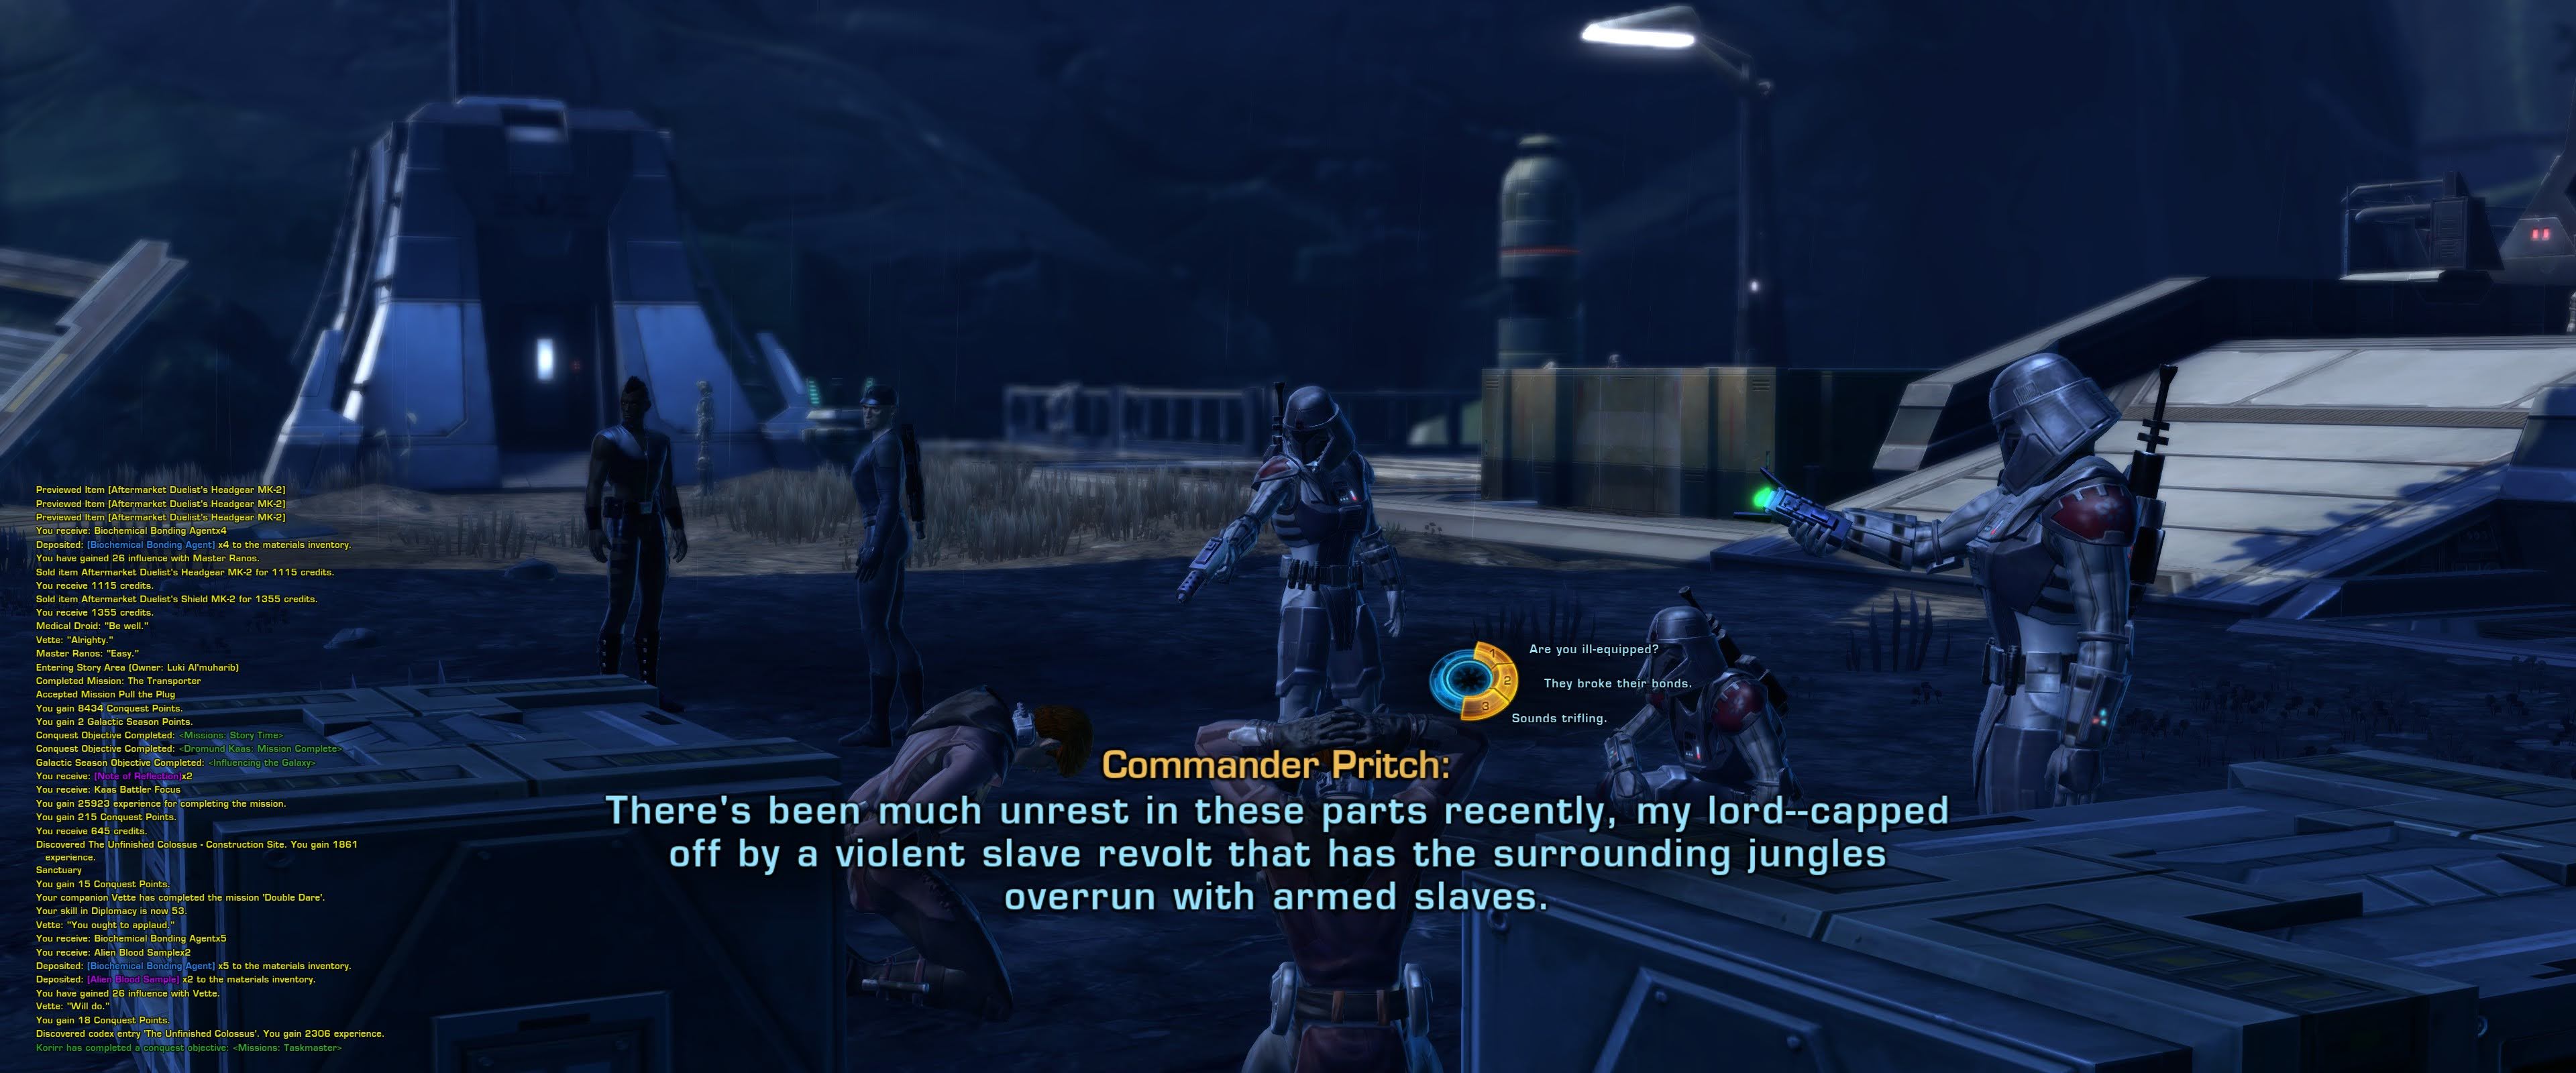 Previewed Item [Aftermarket Duelist's Headgear MK-2]
Previewed Item [Aftermarket Duelist's Headgear MK-2]
Previewed Item [Aftermarket Duelist's Headgear MK-2]
You receive: Biochemical Bonding Agentx4
Deposited: [Biochemical Bonding Agent] x4 to the materials inventory.
You have gained 26 influence with Master Ranos.
Sold item Aftermarket Duelist's Headgear MK-2 for 1115 credits.
You receive 1115 credits.
Sold item Aftermarket Duelist's Shield MK-2 for 1355 credits.
You receive 1355 credits.
Medical Droid: "Be well."
Vette: "Alrighty."
Master Ranos: "Easy."
Entering Story Area (Owner: Luki Al'muharib)
Completed Mission: The Transporter
Accepted Mission Pull the Plug
You gain 8434 Conquest Points.
You gain 2 Galactic Season Points.
Conquest Objective Completed: <Missions: Story Time>
Conquest Objective Completed: <Dromund Kaas: Mission Complete>
Galactic Season Objective Completed: <Influencing the Galaxy>
You receive: [Note of Reflection]x2
You receive: Kaas Battler Focus
You gain 25923 experience for completing the mission.
You gain 215 Conquest Points.
You receive 645 credits.
Discovered The Unfinished Colossus - Construction Site. You gain 1861
experience.
Sanctuary
You gain 15 Conquest Points.
Your companion Vette has completed the mission 'Double Dare'.
Your skill in Diplomacy is now 53.
Vette: "You ought to applaud."
You receive: Biochemical Bonding Agentx5
You receive: Alien Blood Samplex2
Deposited: [Biochemical Bonding Agent] x5 to the materials inventory.
Deposited: [Alien Blood Sample] x2 to the materials inventory.
You have gained 26 influence with Vette.
Vette: "Will do."
You gain 18 Conquest Points.
Discovered codex entry 'The Unfinished Colossus'. You gain 2306 experience.
Korirr has completed a conquest objective: <Missions: Taskmaster>
1 Are you ill-equipped?
2 They broke their bonds.
3 Sounds trifling.
Commander Pritch:
There's been much unrest in these parts recently, my lord--capped
off by a violent slave revolt that has the surrounding jungles
overrun with armed slaves.